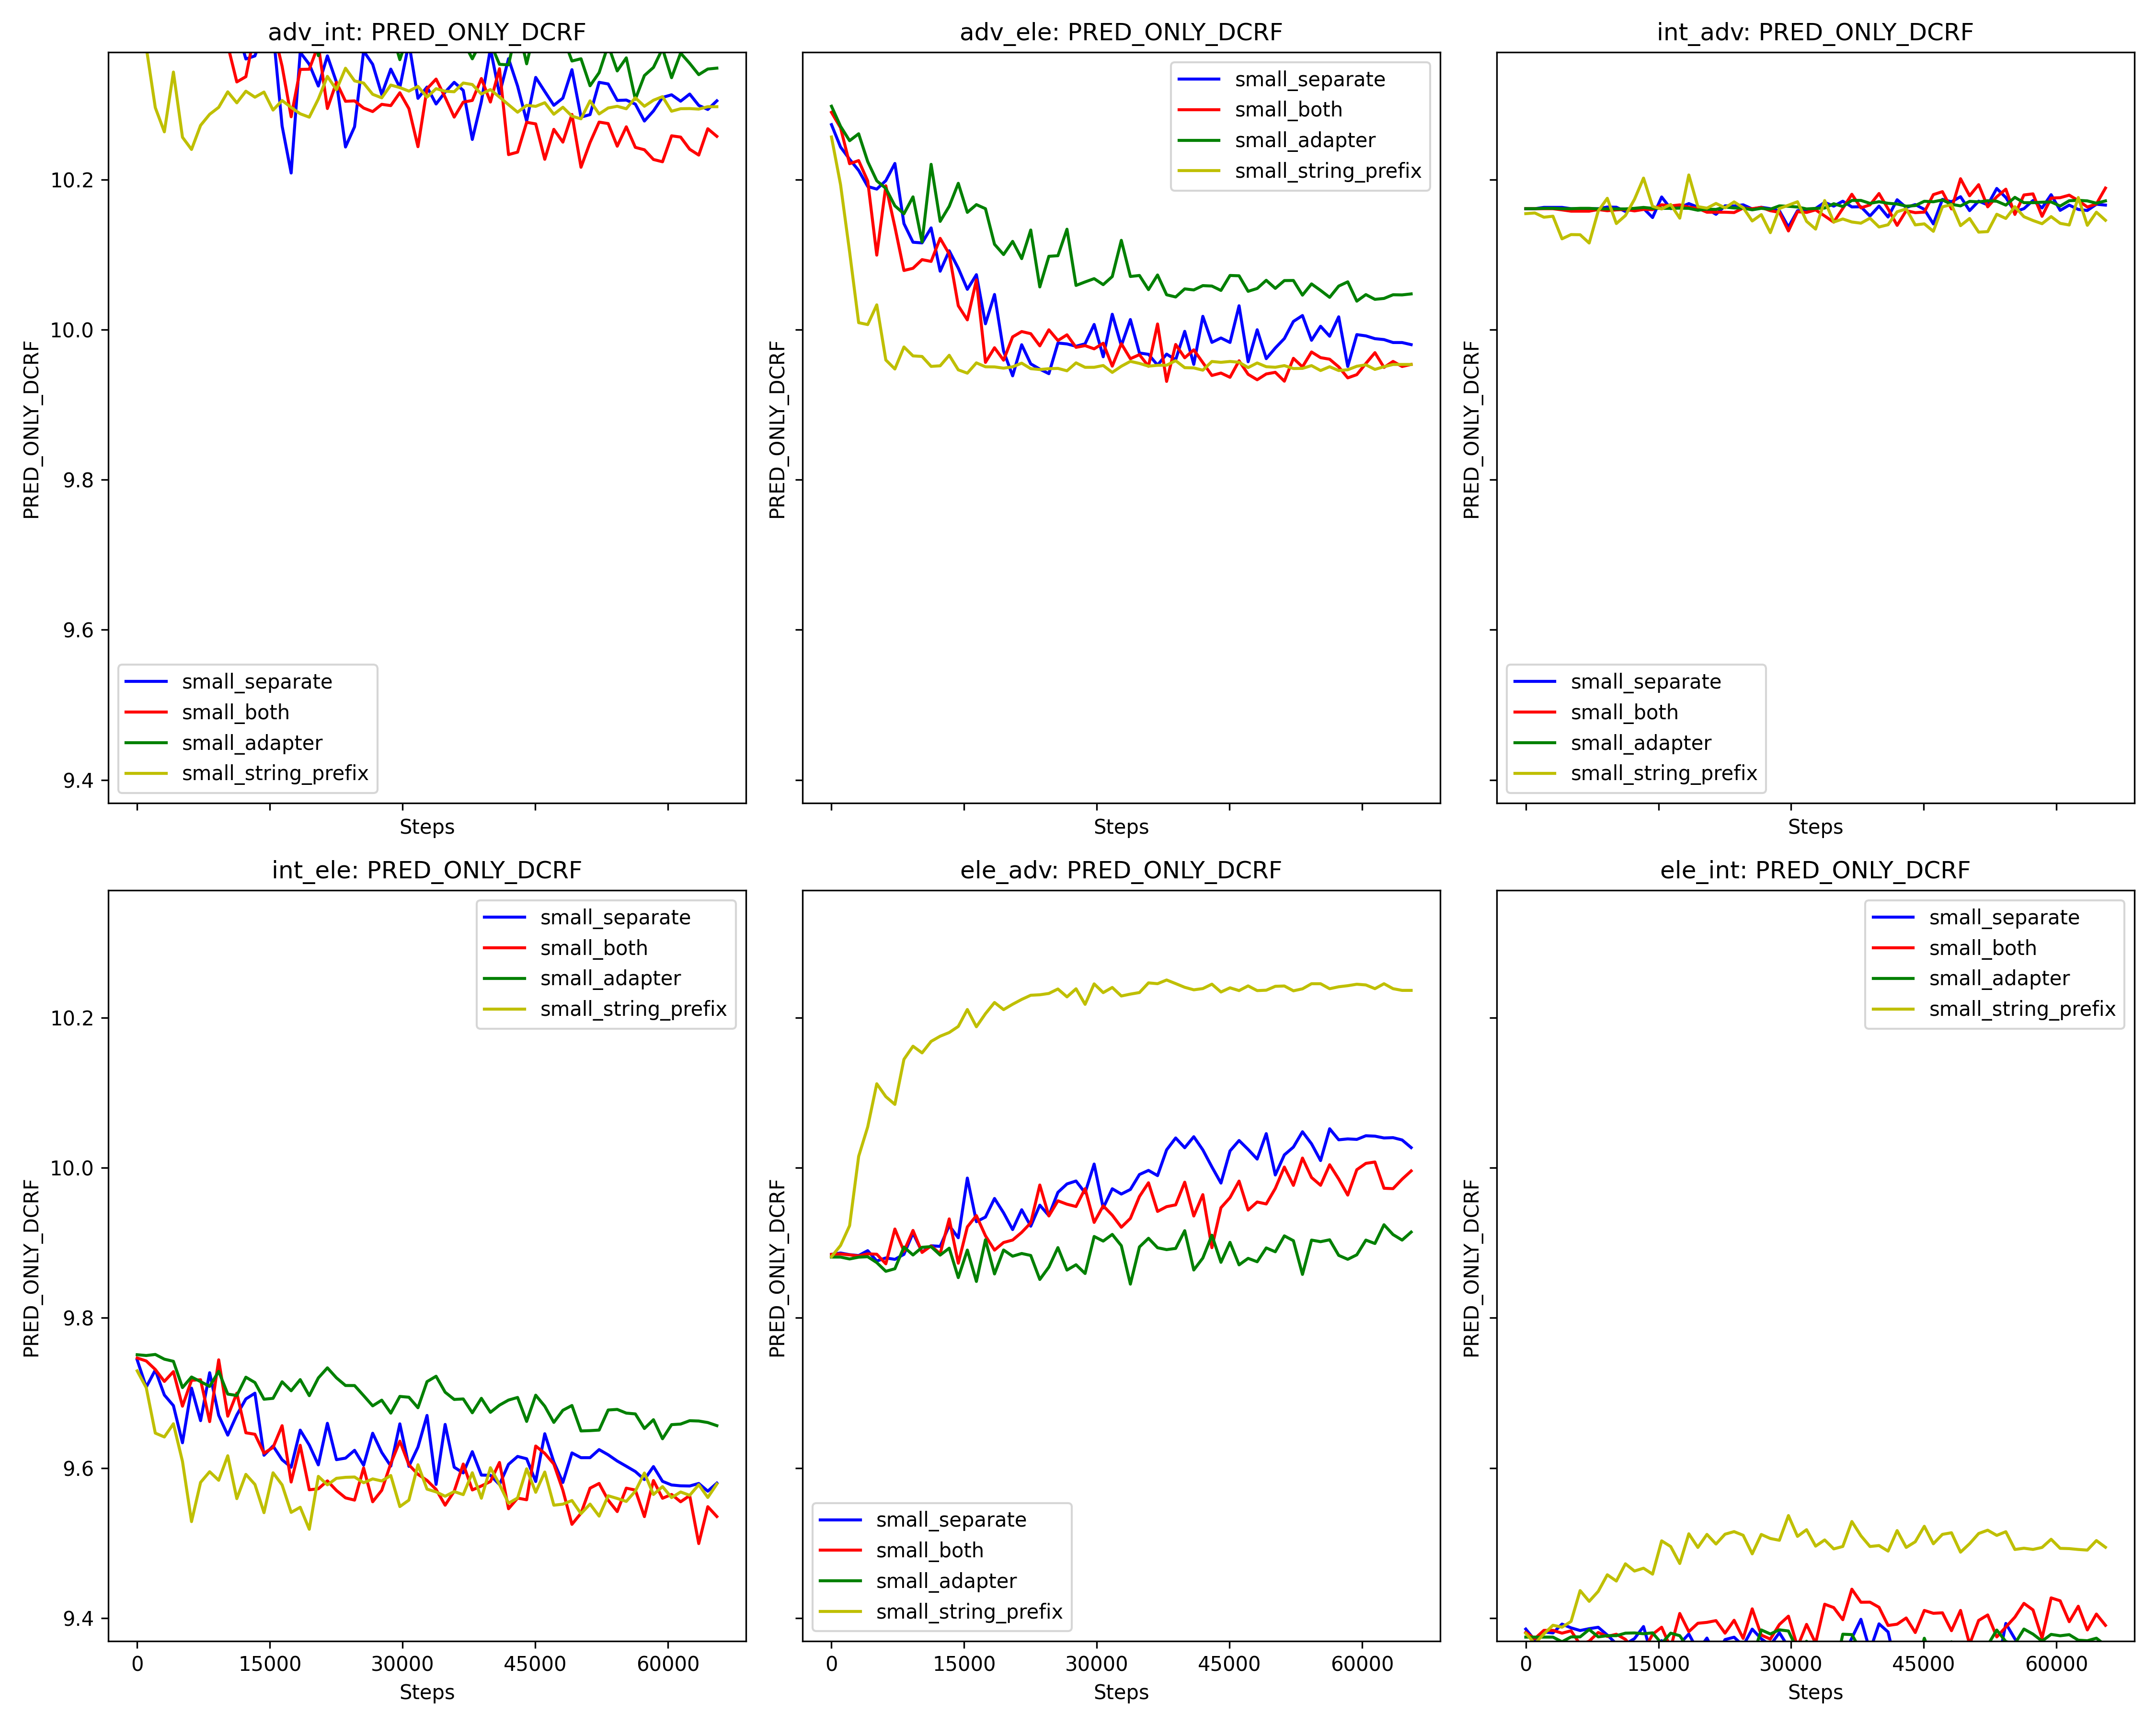 adv_int: PRED_ONLY_DCRF
PRED_ONLY_DCRF
10.2
10.0
9.8
9.6
9.4
small_separate
small_both
small_adapter
small_string_prefix
Steps
adv_ele: PRED_ONLY_DCRF
PRED_ONLY_DCRF
small_separate
small_both
small_adapter
small_string_prefix
Steps
int_adv: PRED_ONLY_DCRF
PRED_ONLY_DCRF
small_separate
small_both
small_adapter
small_string_prefix
Steps
int_ele: PRED_ONLY_DCRF
PRED_ONLY_DCRF
10.2
10.0
9.8
9.6
9.4
small_separate
small_both
small_adapter
small_string_prefix
0 15000 30000 45000 60000
Steps
ele_adv: PRED_ONLY_DCRF
PRED_ONLY_DCRF
small_separate
small_both
small_adapter
small_string_prefix
0 15000 30000 45000 60000
Steps
ele_int: PRED_ONLY_DCRF
PRED_ONLY_DCRF
small_separate
small_both
small_adapter
small_string_prefix
0 15000 30000 45000 60000
Steps